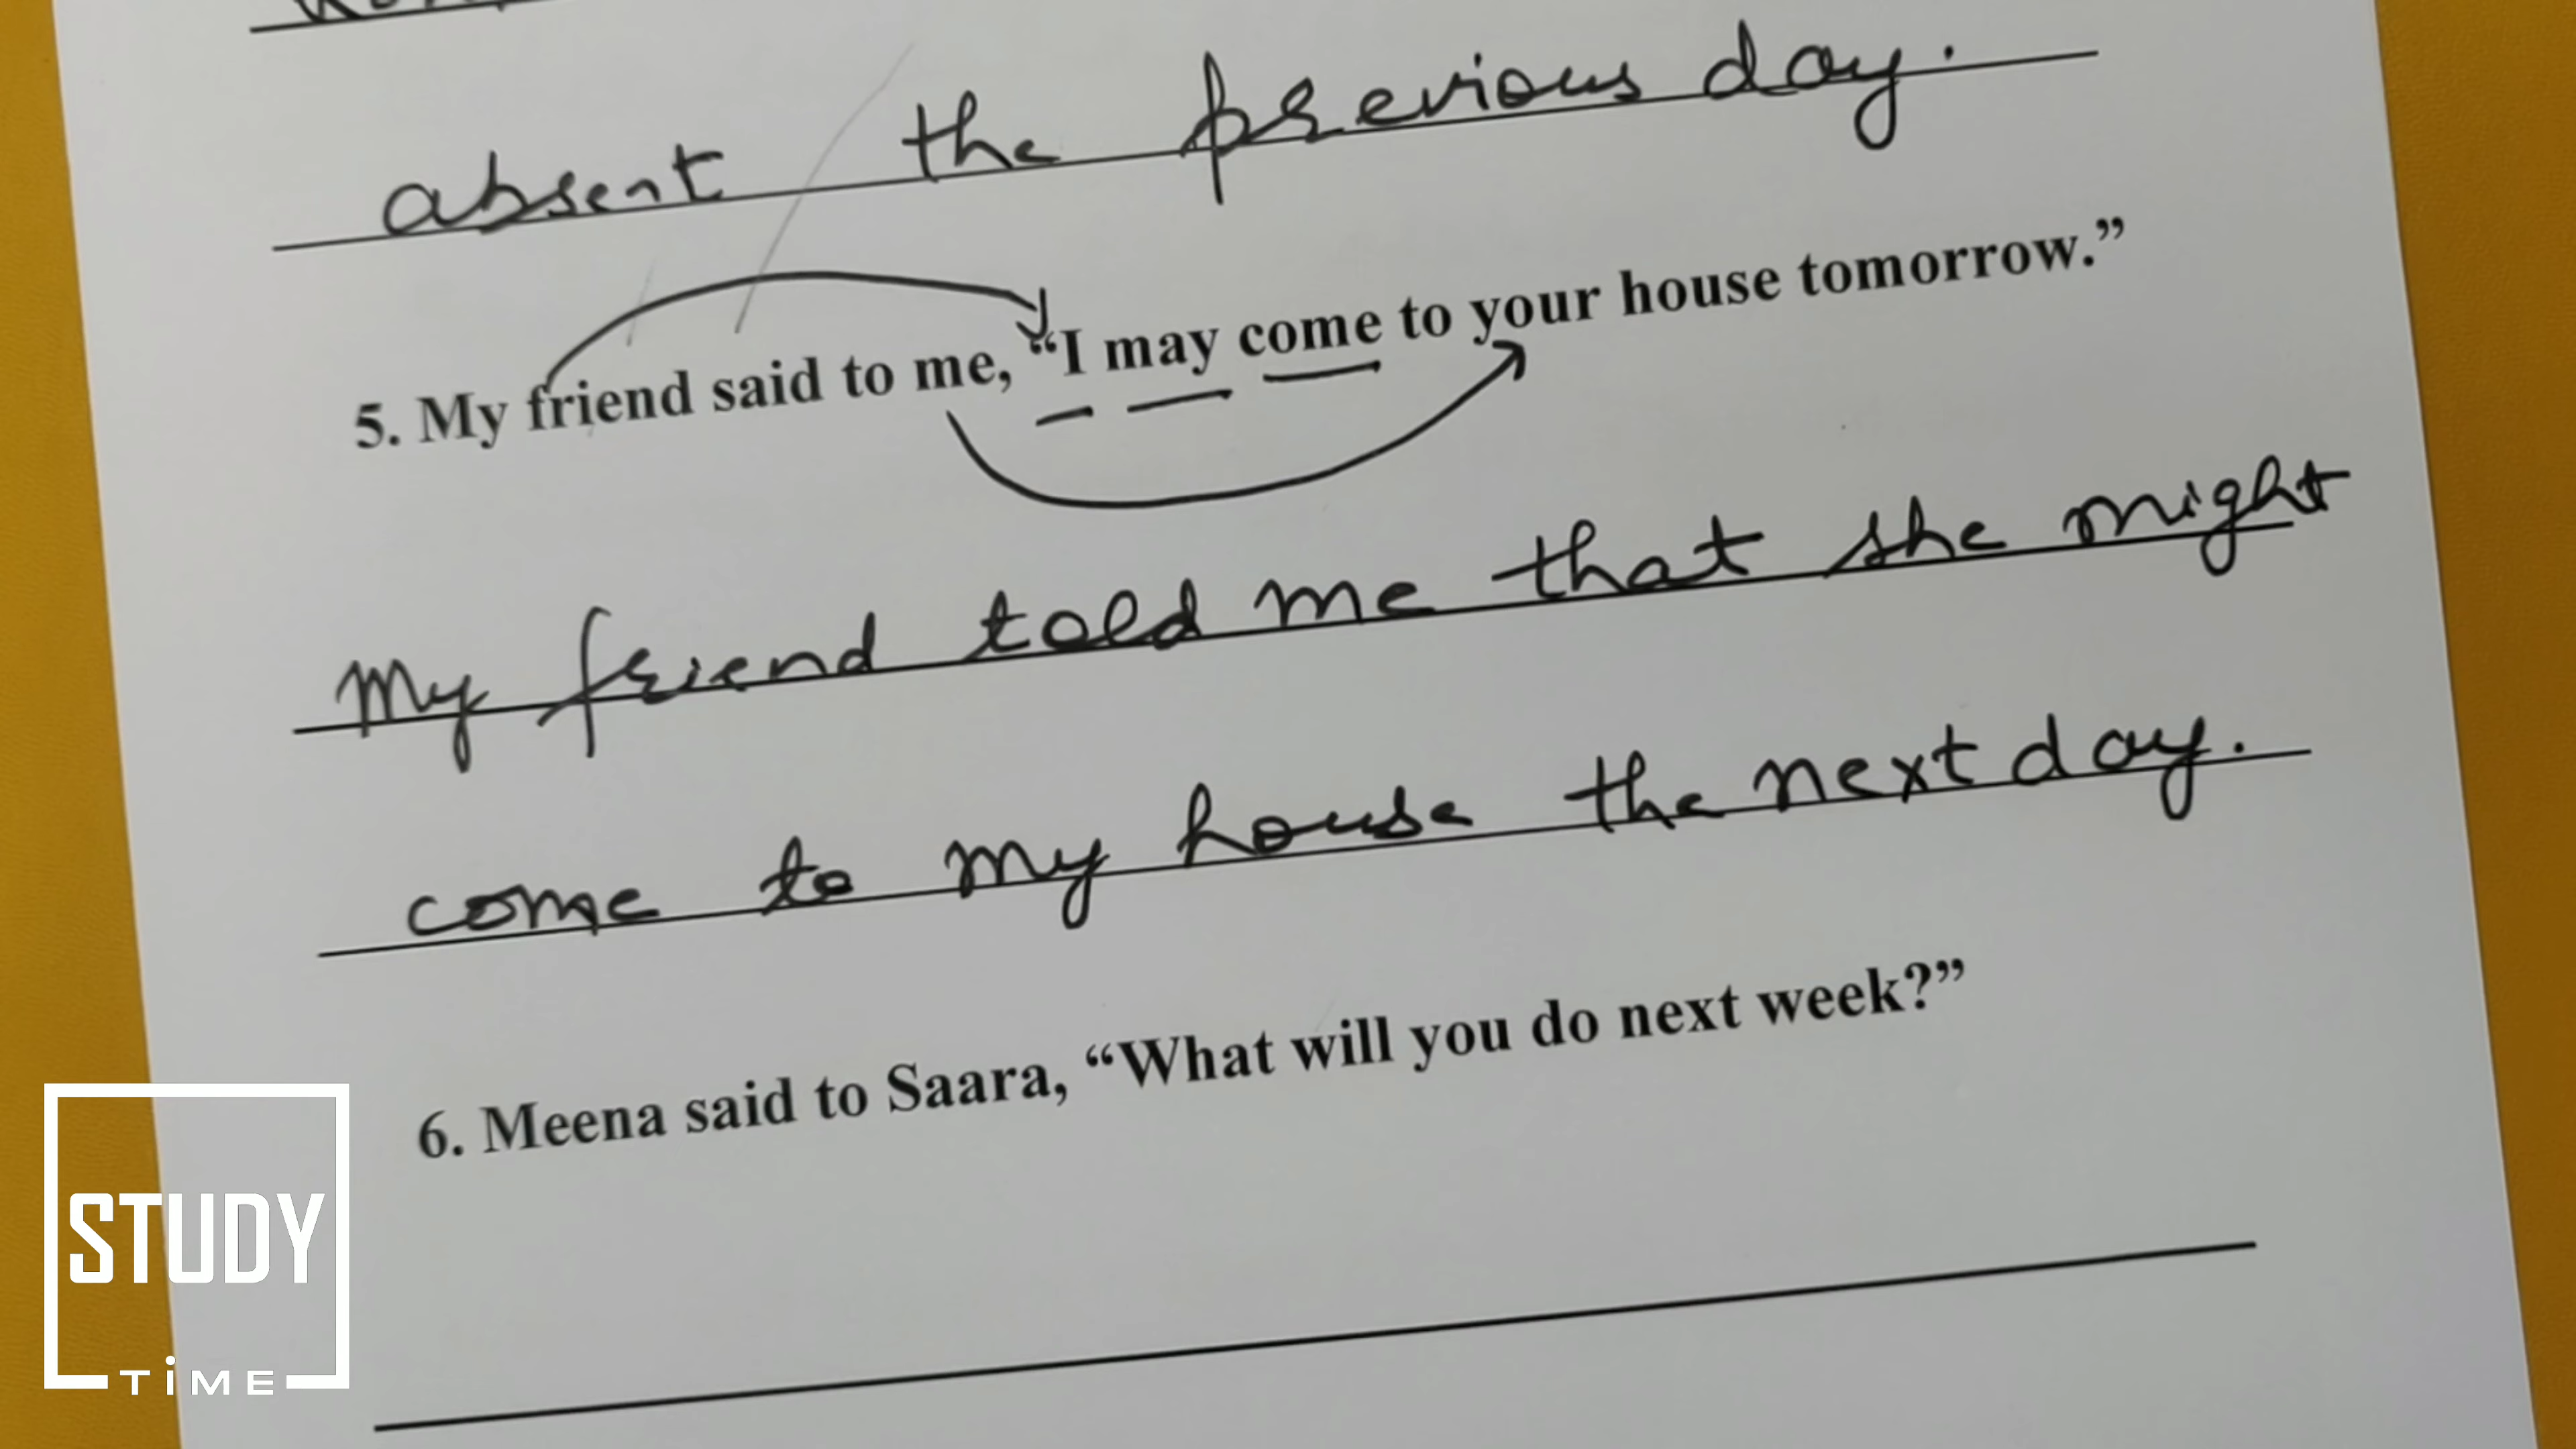 absent the previous day.
5. My friend said to me, “I may come to your house tomorrow.”
My friend told me that she might
come to my house the next day.
6. Meena said to Saara, “What will you do next week?”
STUDY
TiME